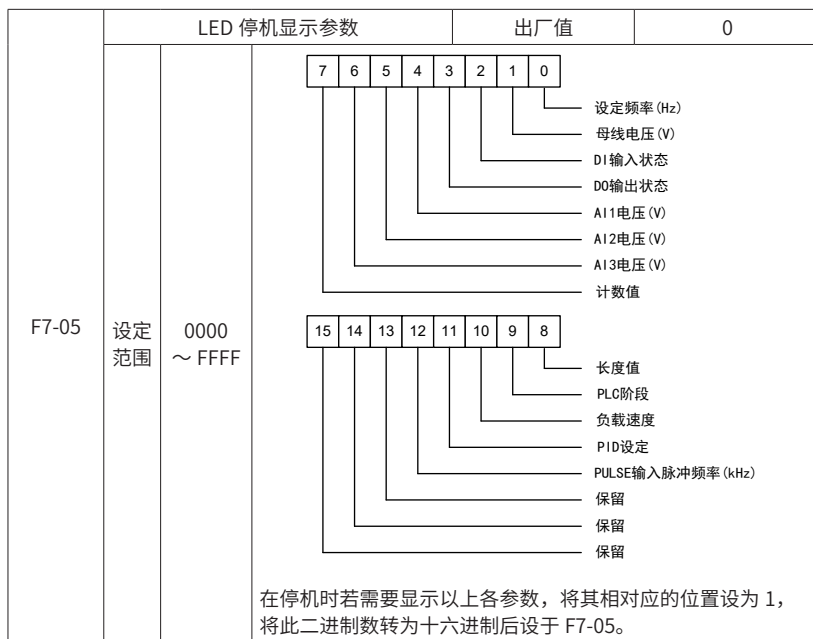 LED 停机显示参数 出厂值 0
7 6 5 4 3 2 1 0
设定频率(Hz)
母线电压(V)
DI输入状态
DO输出状态
AI1电压(V)
AI2电压(V)
AI3电压(V)
计数值
F7-05
设定
范围
0000
～ FFFF
15 14 13 12 11 10 9 8
长度值
PLC阶段
负载速度
PID设定
PULSE输入脉冲频率(kHz)
保留
保留
保留
在停机时若需要显示以上各参数，将其相对应的位置设为 1，
将此二进制数转为十六进制后设于 F7-05。